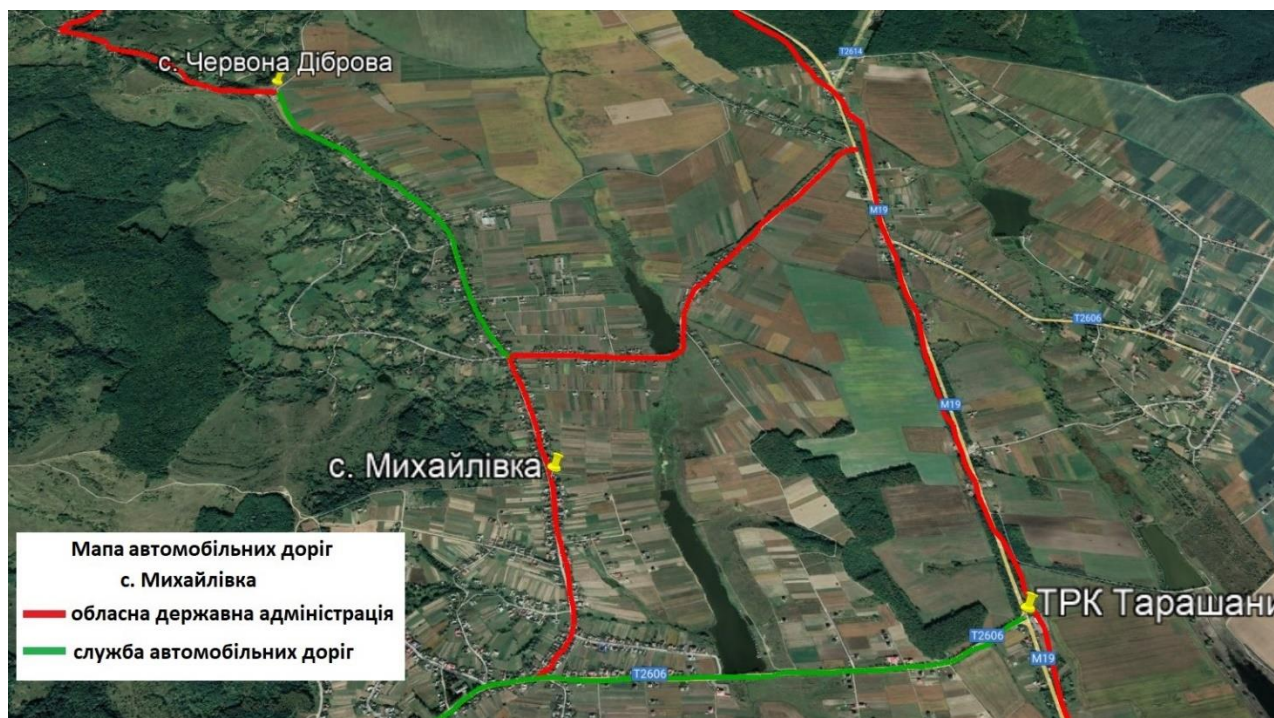 T2614
с. Червона Діброва
M19
T2606
M19
с. Михайлівка
ТРК Тарашани
T2606
M19
T2606
Мапа автомобільних доріг
с. Михайлівка
обласна державна адміністрація
служба автомобільних доріг